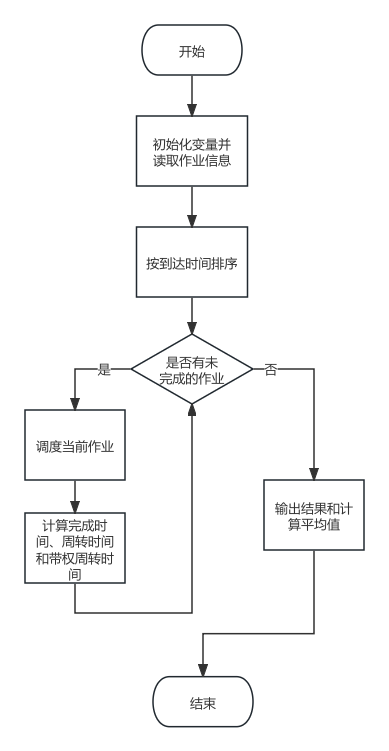 开始
初始化变量并
读取作业信息
按到达时间排序
是否有未
完成的作业
是
否
调度当前作业
计算完成时
间、周转时间
和带权周转时
间
输出结果和计
算平均值
结束